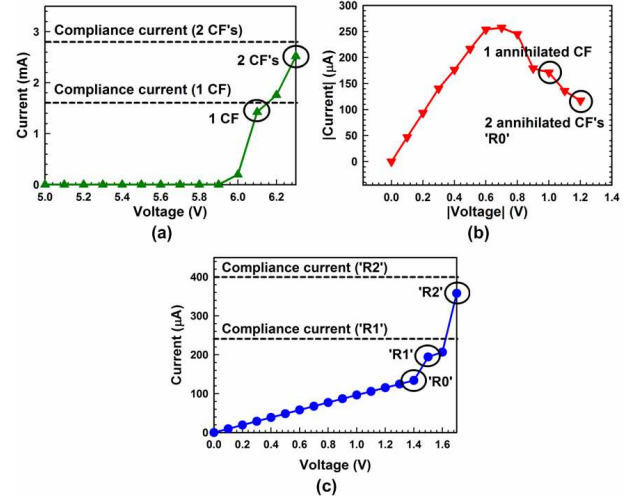 Compliance current (2 CF's)
2 CF's
Compliance current (1 CF)
1 CF
Current (mA)
3
2
1
0
5.0 5.2 5.4 5.6 5.8 6.0 6.2
Voltage (V)
(a)
1 annihilated CF
2 annihilated CF's
'R0'
|Current| (μA)
300
250
200
150
100
50
0
0.0 0.2 0.4 0.6 0.8 1.0 1.2 1.4
|Voltage| (V)
(b)
Compliance current ('R2')
'R2'
Compliance current ('R1')
'R1'
'R0'
Current (μA)
400
300
200
100
0
0.0 0.2 0.4 0.6 0.8 1.0 1.2 1.4 1.6
Voltage (V)
(c)